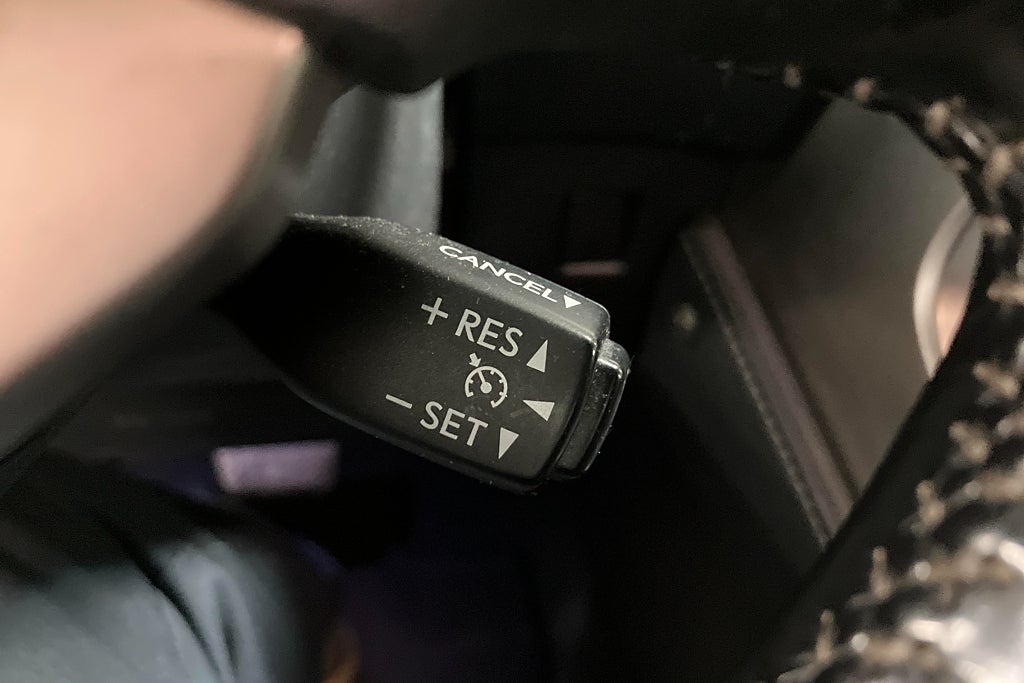 CANCEL▼
+ RES ▲
◀
− SET ▼